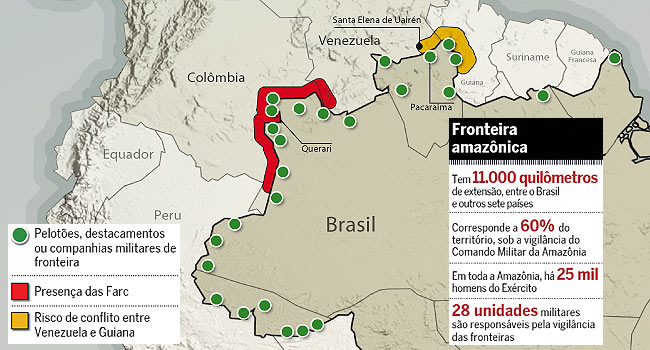 Santa Elena de Uairén
Venezuela
Suriname
Guiana
Francesa
Guiana
Colômbia
Pacaraima
Querari
Equador
Peru
Brasil
Pelotões, destacamentos
ou companhias militares de
fronteira
Presença das Farc
Risco de conflito entre
Venezuela e Guiana
Fronteira
amazônica
Tem 11.000 quilômetros
de extensão, entre o Brasil
e outros sete países
Corresponde a 60% do
território, sob a vigilância do
Comando Militar da Amazônia
Em toda a Amazônia, há 25 mil
homens do Exército
28 unidades militares
são responsáveis pela vigilância
das fronteiras